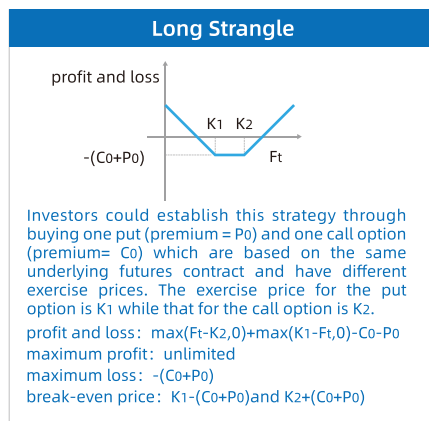 Long Strangle
profit and loss
K1 K2
-(C0+P0)
Ft
Investors could establish this strategy through
buying one put (premium = P0) and one call option
(premium= C0) which are based on the same
underlying futures contract and have different
exercise prices. The exercise price for the put
option is K1 while that for the call option is K2.
profit and loss: max(Ft-K2,0)+max(K1-Ft,0)-C0-P0
maximum profit: unlimited
maximum loss: -(C0+P0)
break-even price: K1-(C0+P0)and K2+(C0+P0)